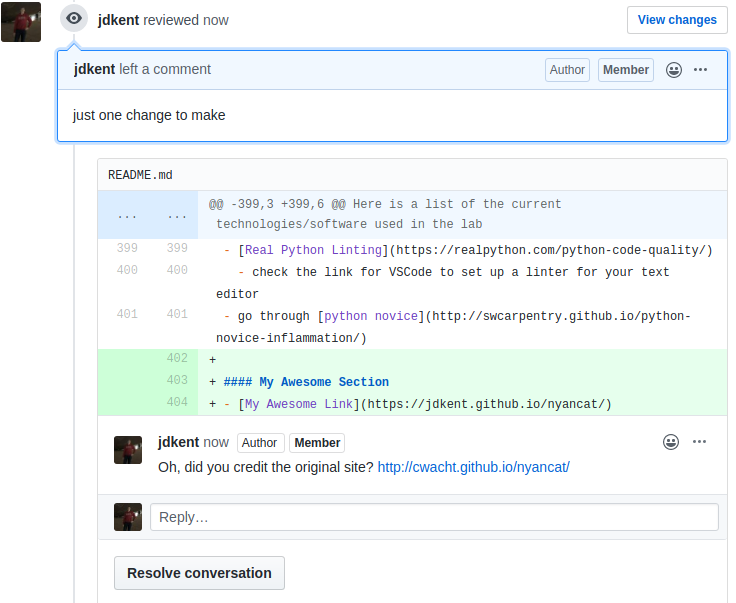 jdkent reviewed now
View changes
jdkent left a comment
Author
Member
just one change to make
README.md
... ... @@ -399,3 +399,6 @@ Here is a list of the current
technologies/software used in the lab
399 399 - [Real Python Linting](https://realpython.com/python-code-quality/)
400 400 - check the link for VSCode to set up a linter for your text
editor
401 401 - go through [python novice](http://swcarpentry.github.io/python-
novice-inflammation/)
402 +
403 + #### My Awesome Section
404 + - [My Awesome Link](https://jdkent.github.io/nyancat/)
jdkent now Author Member
Oh, did you credit the original site? http://cwacht.github.io/nyancat/
Reply…
Resolve conversation